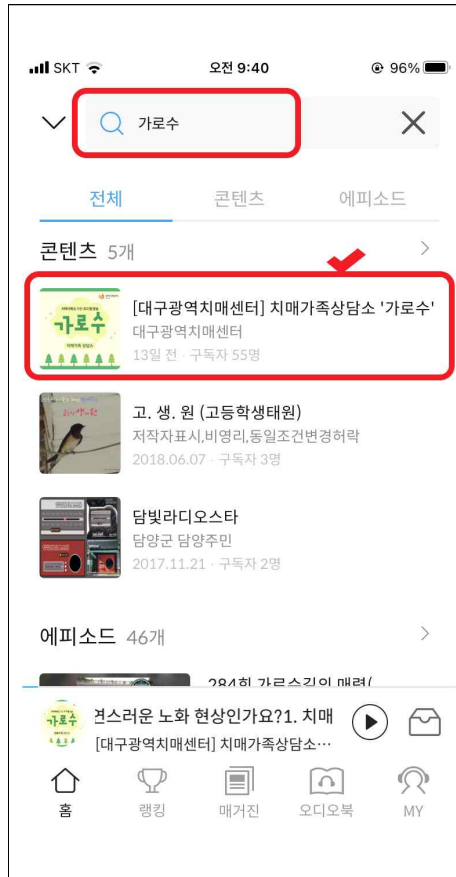 SKT 오전 9:40 96%
가로수
전체 콘텐츠 에피소드
콘텐츠 5개
가로수
치매가족 상담소
[대구광역치매센터] 치매가족상담소 '가로수'
대구광역치매센터
13일 전 · 구독자 55명
고. 생. 원 (고등학생태원)
저작자표시,비영리,동일조건변경허락
2018.06.07 · 구독자 3명
담빛라디오스타
담양군 담양주민
2017.11.21 · 구독자 2명
에피소드 46개
284회 가로수길의 매력(
가로수
연스러운 노화 현상인가요?1. 치매
[대구광역치매센터] 치매가족상담소…
홈 랭킹 매거진 오디오북 MY